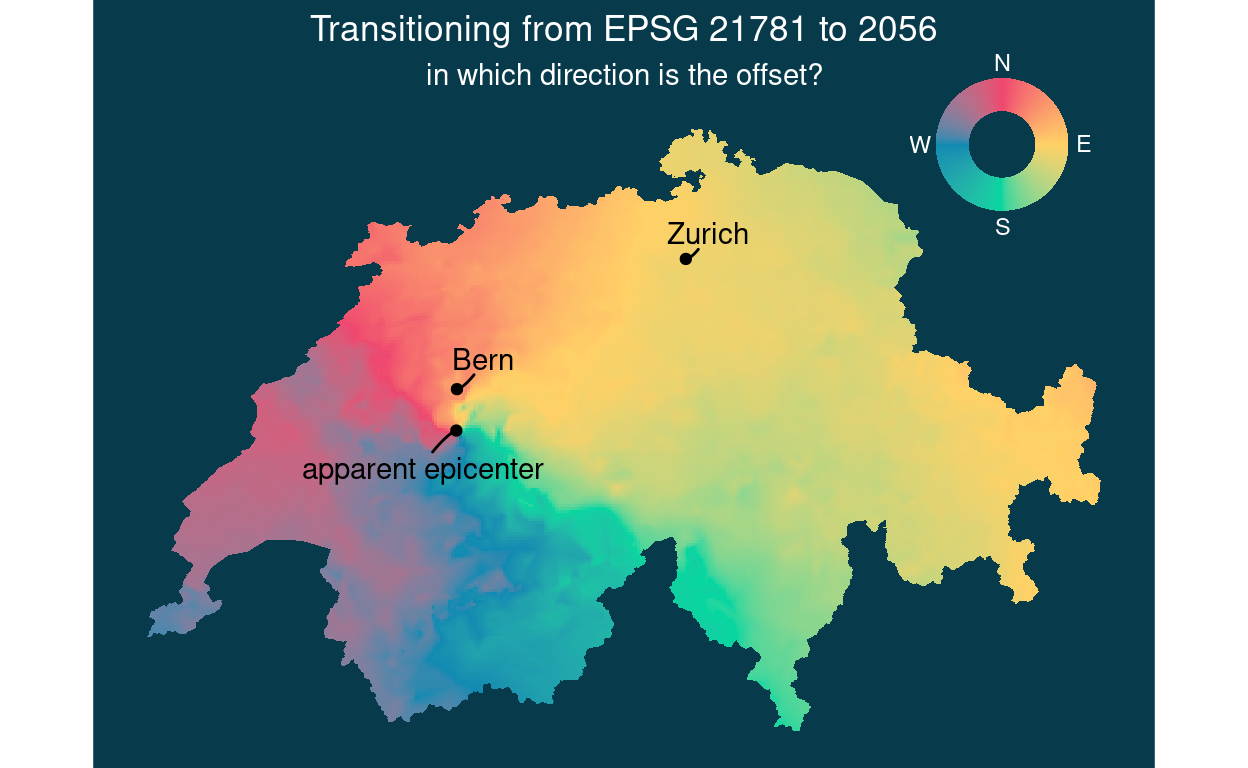 Transitioning from EPSG 21781 to 2056
in which direction is the offset?
N
W
E
S
Zurich
Bern
apparent epicenter